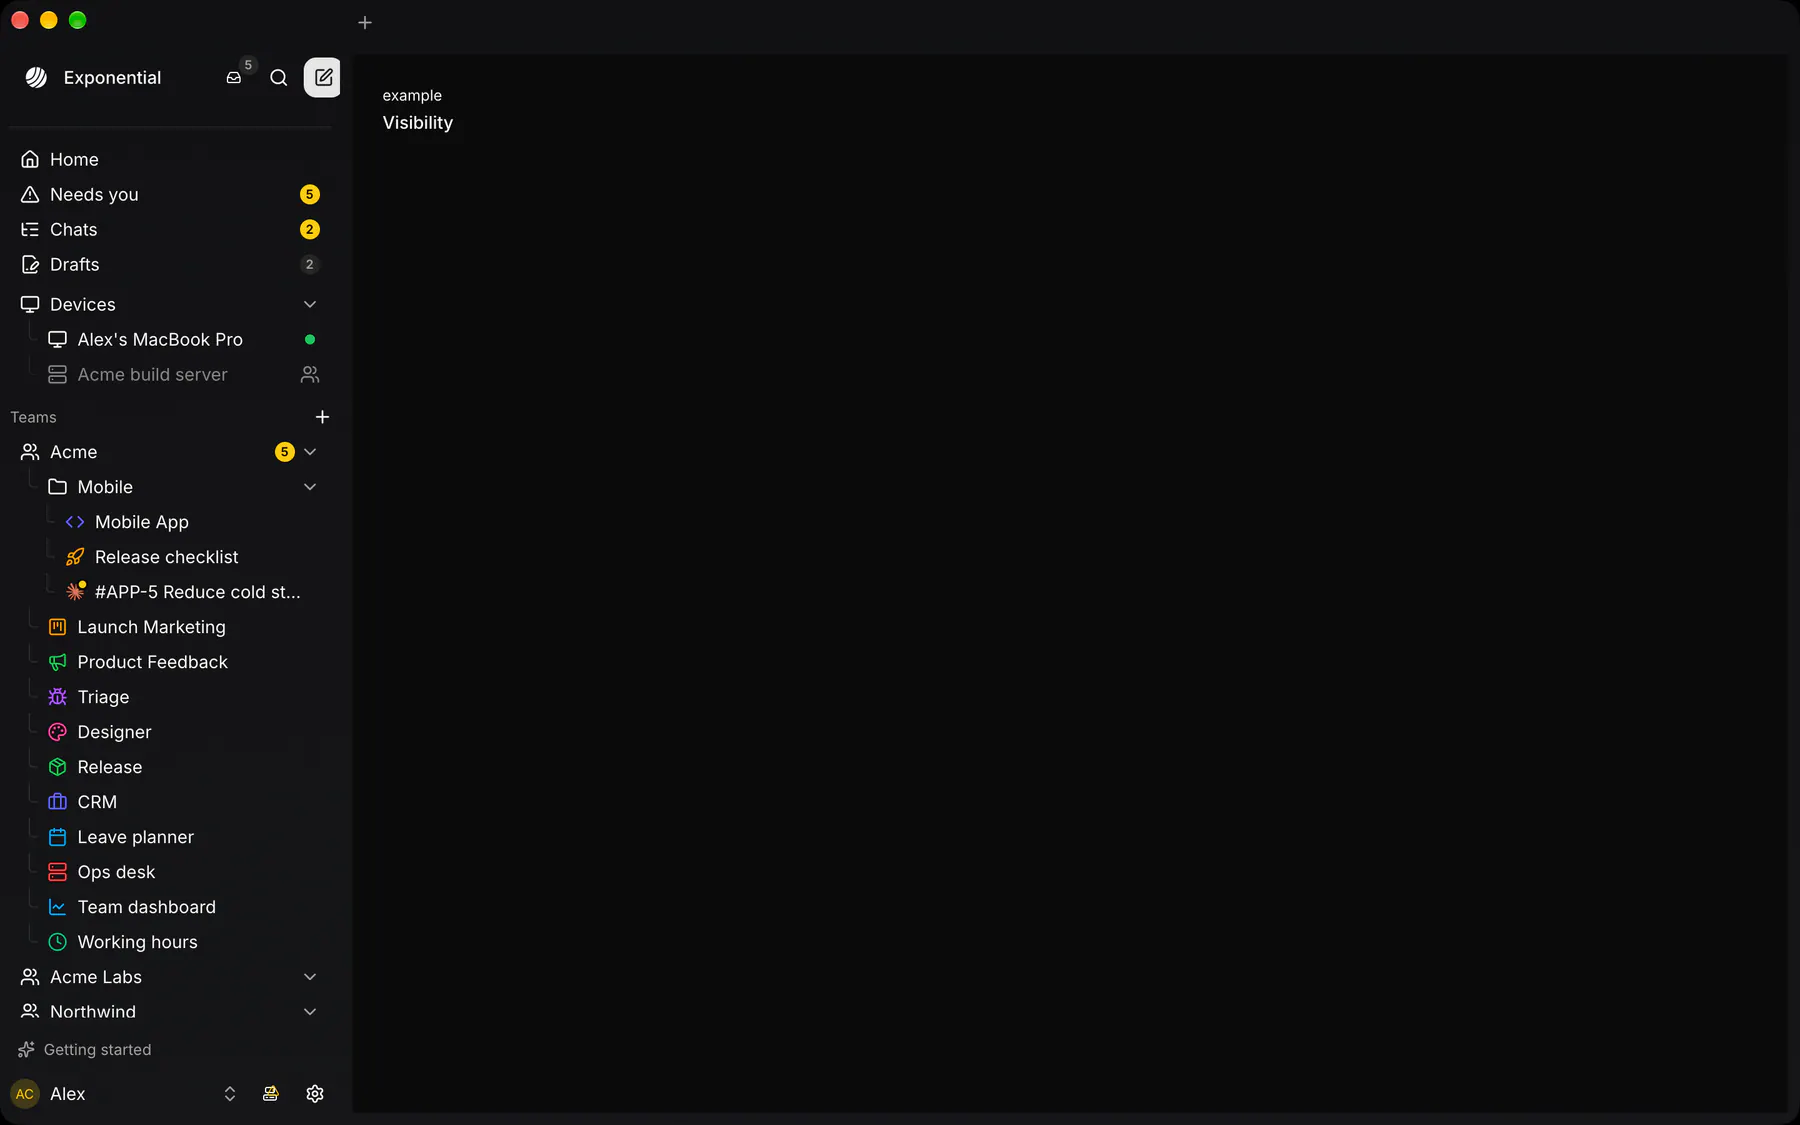 Exponential
5
Home
Needs you 5
Chats 2
Drafts 2
Devices
Alex's MacBook Pro
Acme build server
Teams
Acme 5
Mobile
Mobile App
Release checklist
#APP-5 Reduce cold st...
Launch Marketing
Product Feedback
Triage
Designer
Release
CRM
Leave planner
Ops desk
Team dashboard
Working hours
Acme Labs
Northwind
Getting started
AC Alex
example
Visibility